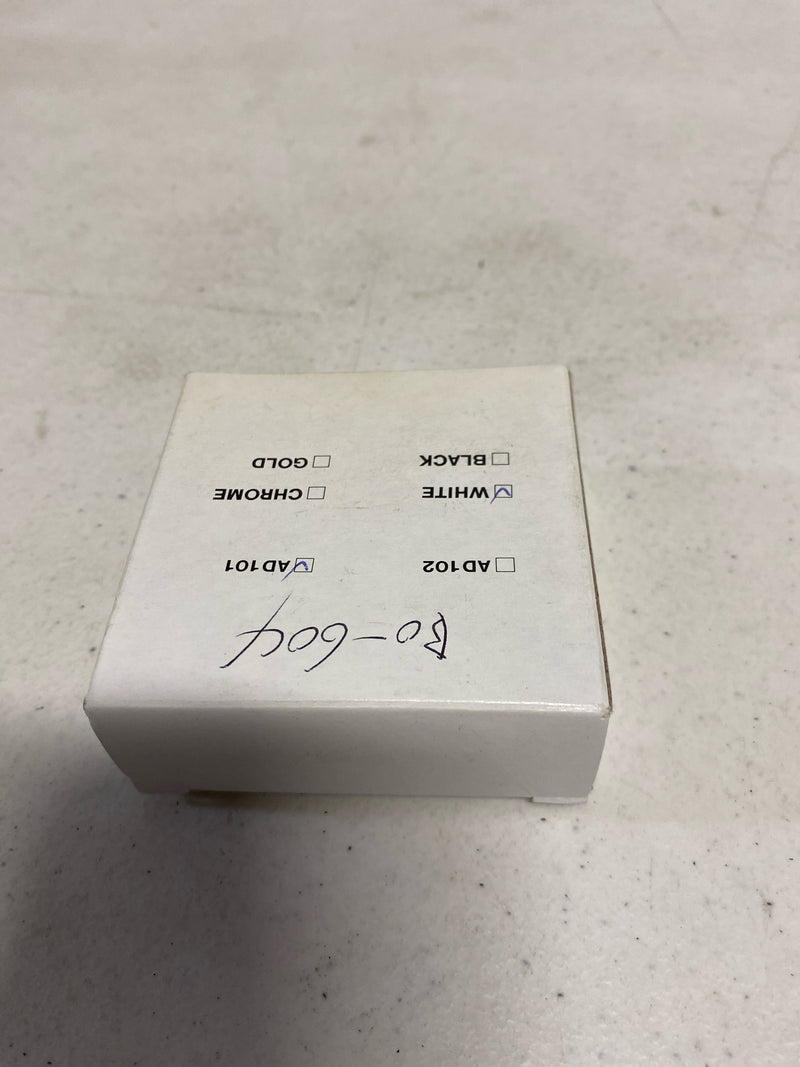 Bo-604
☐ AD102 ☑ AD101
☑ WHITE ☐ CHROME
☐ BLACK ☐ GOLD